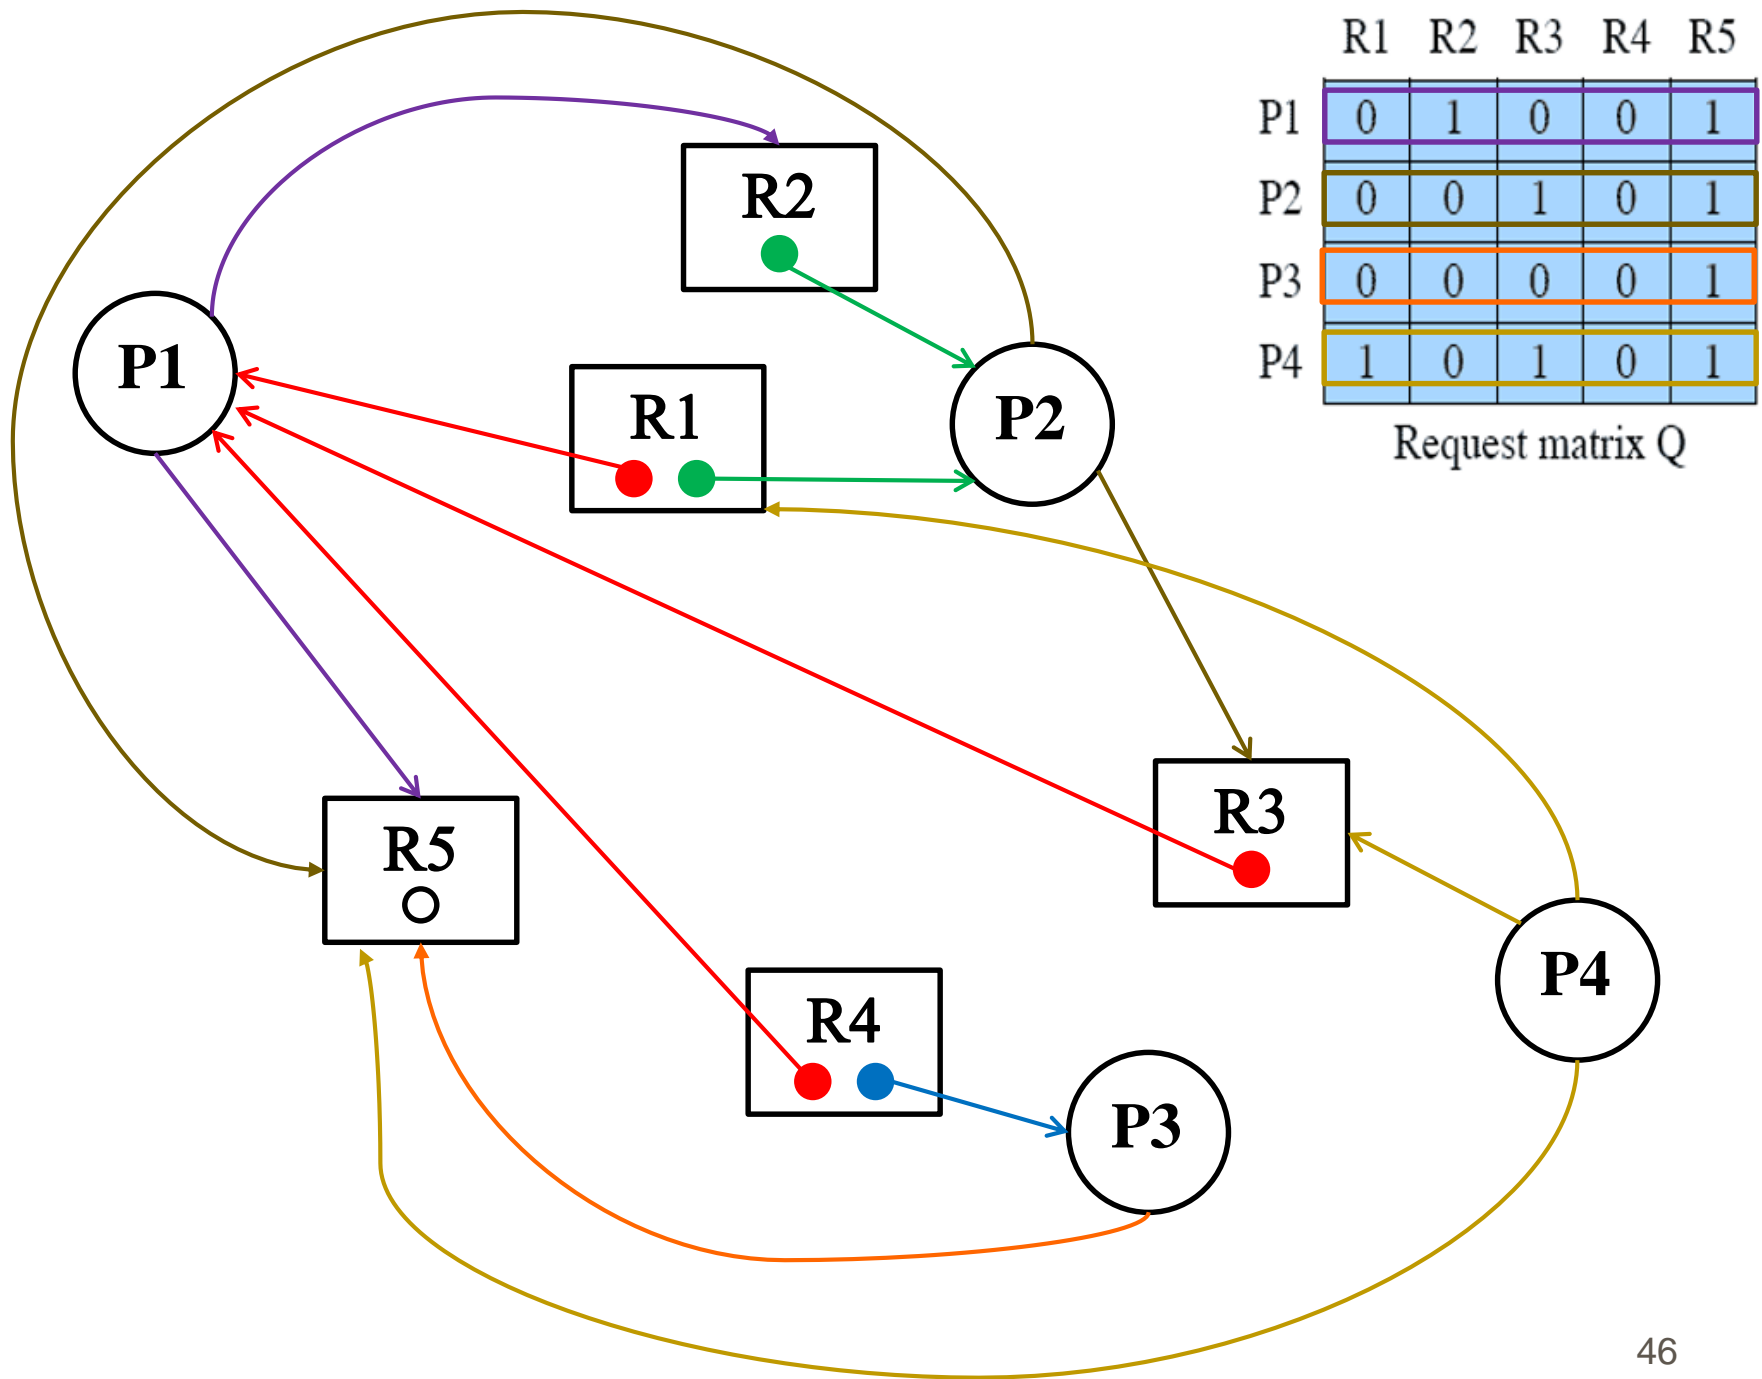 R1 R2 R3 R4 R5
P1 0 1 0 0 1
P2 0 0 1 0 1
P3 0 0 0 0 1
P4 1 0 1 0 1
Request matrix Q
R2
P1
R1
P2
R3
R5
P4
R4
P3
46